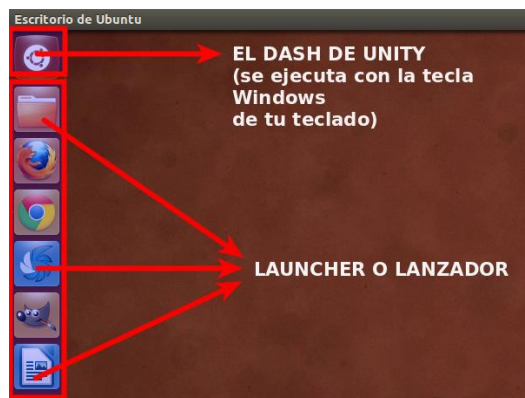 Escritorio de Ubuntu
EL DASH DE UNITY
(se ejecuta con la tecla
Windows
de tu teclado)
LAUNCHER O LANZADOR